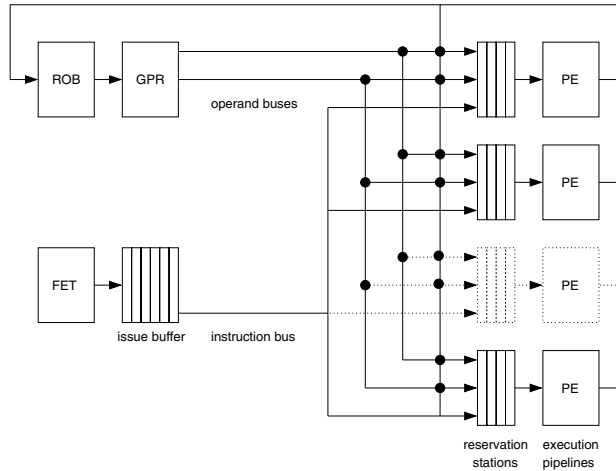 ROB
GPR
PE
operand buses
PE
FET
PE
issue buffer
instruction bus
PE
reservation
stations
execution
pipelines